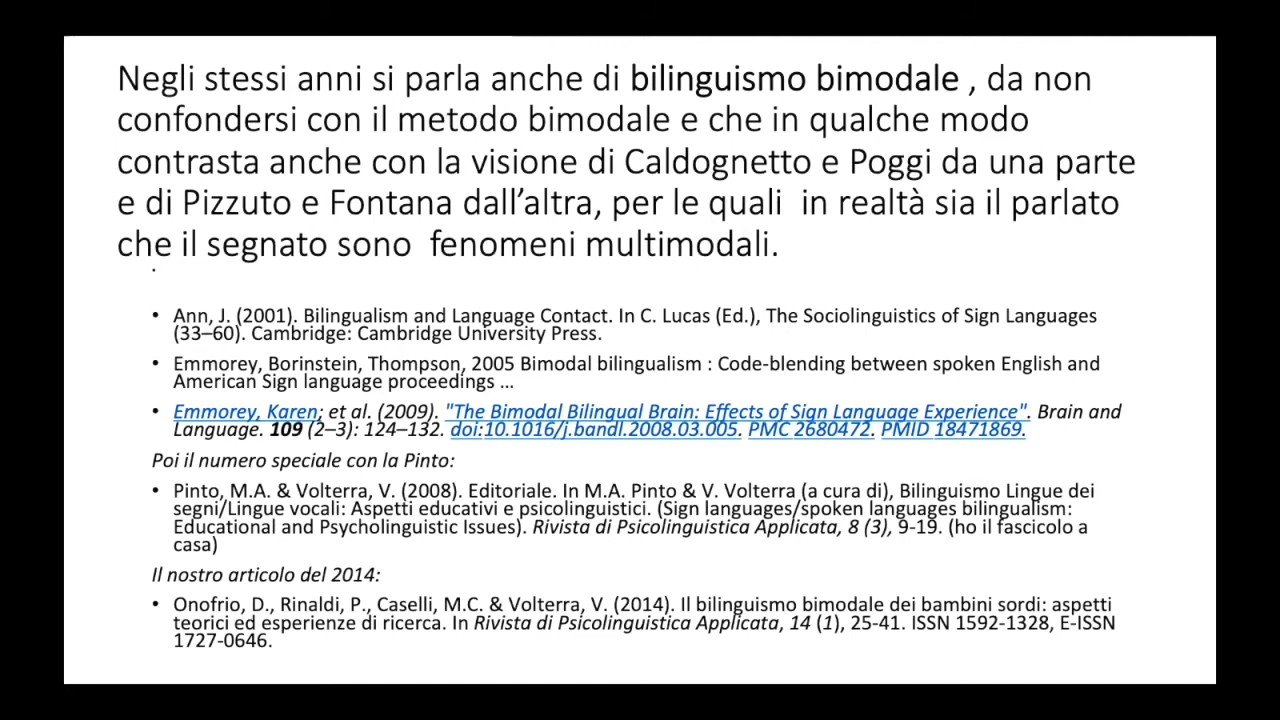 Negli stessi anni si parla anche di bilinguismo bimodale , da non
confondersi con il metodo bimodale e che in qualche modo
contrasta anche con la visione di Caldognetto e Poggi da una parte
e di Pizzuto e Fontana dall’altra, per le quali  in realtà sia il parlato
che il segnato sono  fenomeni multimodali.
.
• Ann, J. (2001). Bilingualism and Language Contact. In C. Lucas (Ed.), The Sociolinguistics of Sign Languages
(33–60). Cambridge: Cambridge University Press.
• Emmorey, Borinstein, Thompson, 2005 Bimodal bilingualism : Code-blending between spoken English and
American Sign language proceedings ...
• Emmorey, Karen; et al. (2009). "The Bimodal Bilingual Brain: Effects of Sign Language Experience". Brain and
Language. 109 (2–3): 124–132. doi:10.1016/j.bandl.2008.03.005. PMC 2680472. PMID 18471869.
Poi il numero speciale con la Pinto:
• Pinto, M.A. & Volterra, V. (2008). Editoriale. In M.A. Pinto & V. Volterra (a cura di), Bilinguismo Lingue dei
segni/Lingue vocali: Aspetti educativi e psicolinguistici. (Sign languages/spoken languages bilingualism:
Educational and Psycholinguistic Issues). Rivista di Psicolinguistica Applicata, 8 (3), 9-19. (ho il fascicolo a
casa)
Il nostro articolo del 2014:
• Onofrio, D., Rinaldi, P., Caselli, M.C. & Volterra, V. (2014). Il bilinguismo bimodale dei bambini sordi: aspetti
teorici ed esperienze di ricerca. In Rivista di Psicolinguistica Applicata, 14 (1), 25-41. ISSN 1592-1328, E-ISSN
1727-0646.